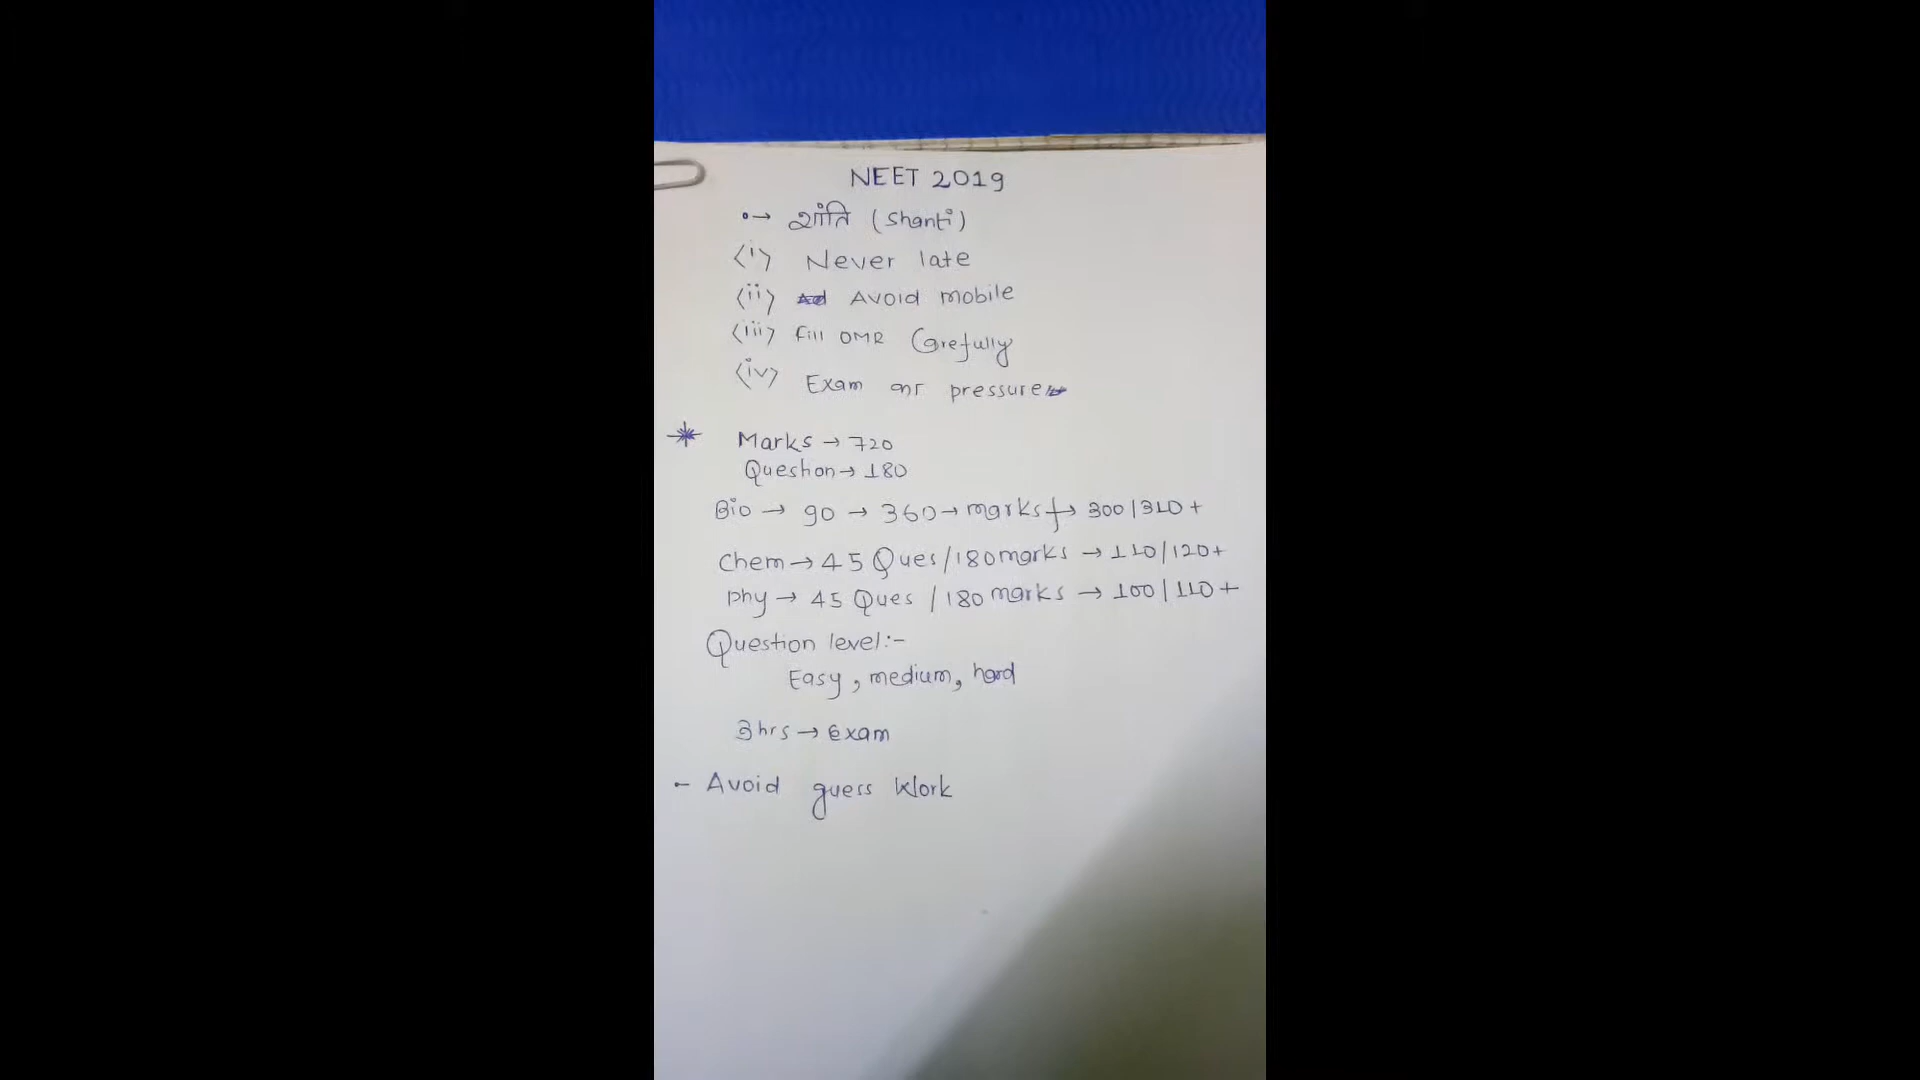 NEET 2019
→ शांति (Shanti)
<i> Never late
<ii> Avoid mobile
<iii> Fill OMR Carefully
<iv> Exam का pressure
Marks → 720
Question → 180
Bio → 90 → 360 → marks → 300/310+
Chem → 45 Ques/180 marks → 110/120+
Phy → 45 Ques /180 marks → 100/110+
Question level:-
Easy, medium, hard
3hrs → Exam
- Avoid guess Work